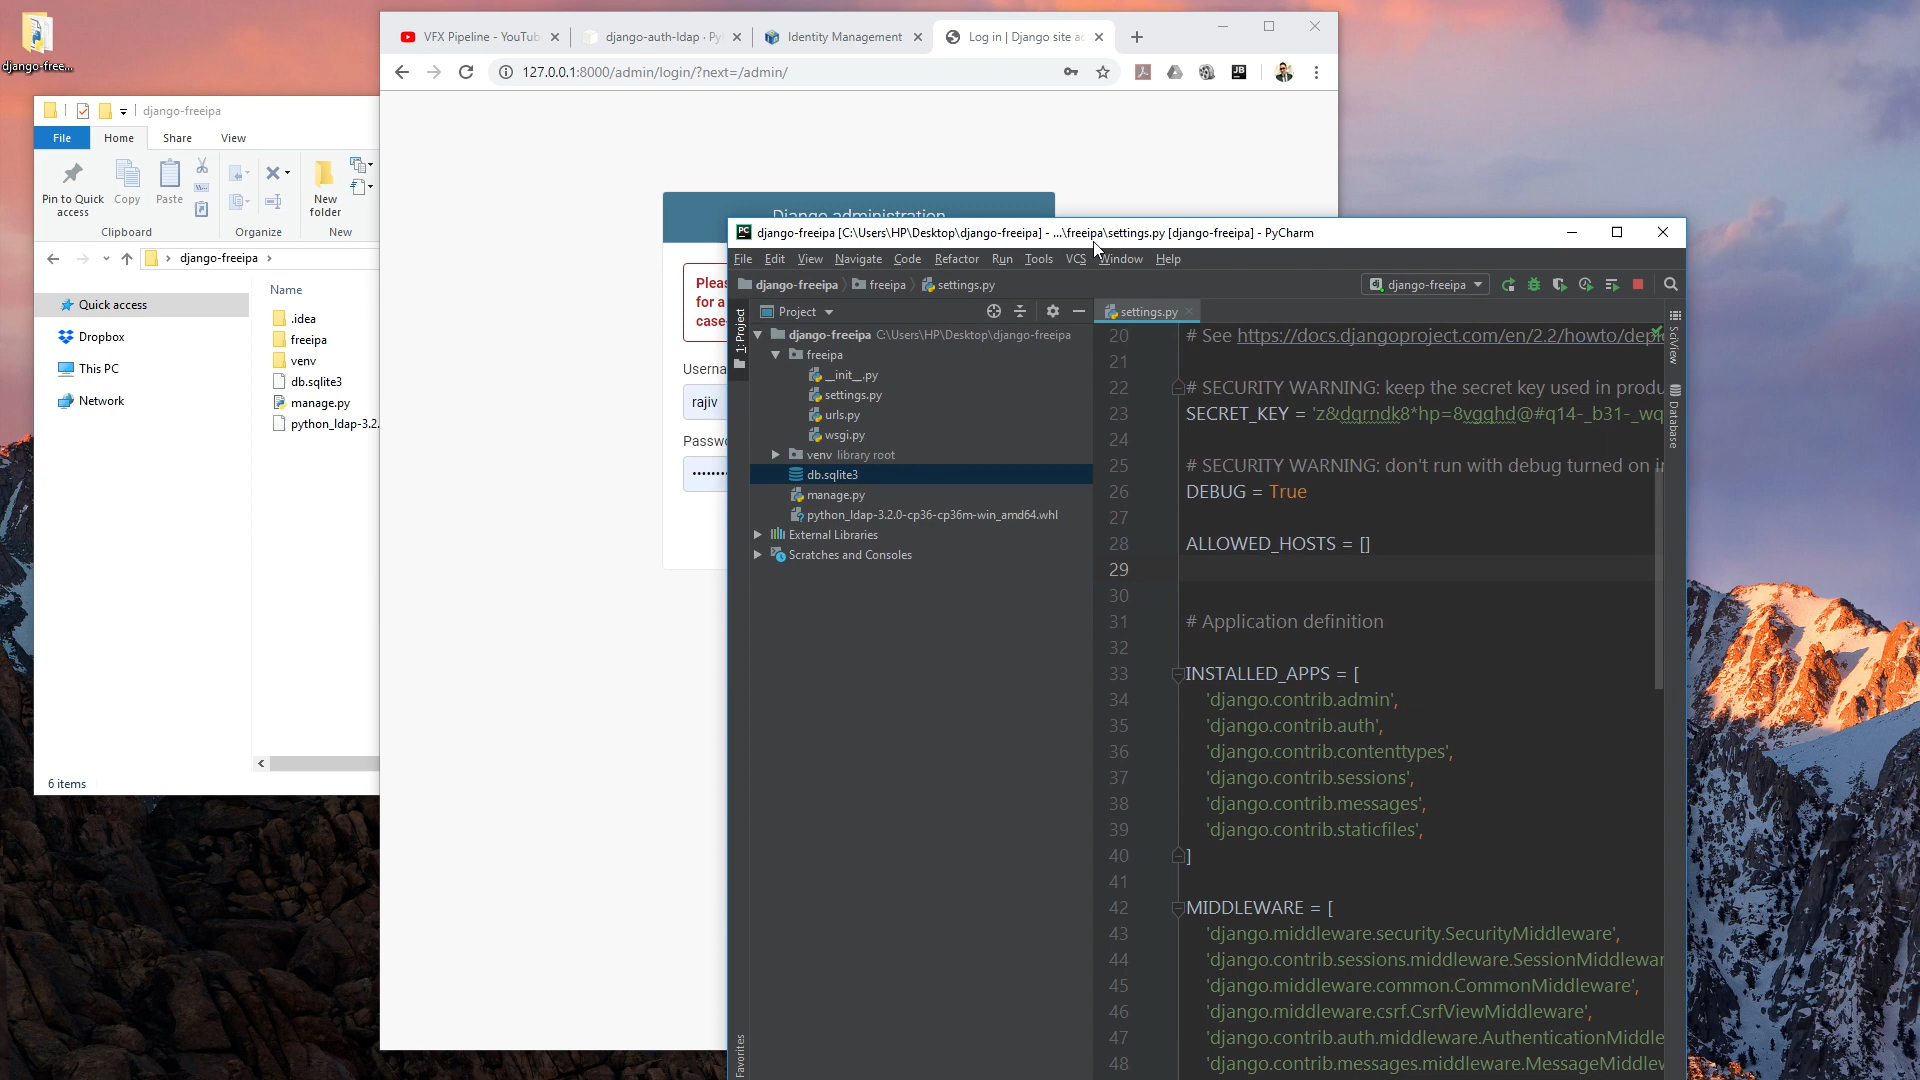 django-free...
django-freeipa
File
Home
Share
View
Pin to Quick
access
Copy
Paste
New
folder
Clipboard
Organize
New
django-freeipa
Quick access
Dropbox
This PC
Network
Name
.idea
freeipa
venv
db.sqlite3
manage.py
python_ldap-3.2.
6 items
VFX Pipeline - YouTub
django-auth-ldap · Py
Identity Management
Log in | Django site ad
127.0.0.1:8000/admin/login/?next=/admin/
Django administration
Pleas
for a
case-
Userna
rajiv
Passw
django-freeipa [C:\Users\HP\Desktop\django-freeipa] - ...\freeipa\settings.py [django-freeipa] - PyCharm
File Edit View Navigate Code Refactor Run Tools VCS Window Help
django-freeipa
freeipa
settings.py
django-freeipa
1: Project
Project
settings.py
django-freeipa C:\Users\HP\Desktop\django-freeipa
freeipa
__init__.py
settings.py
urls.py
wsgi.py
venv library root
db.sqlite3
manage.py
python_ldap-3.2.0-cp36-cp36m-win_amd64.whl
External Libraries
Scratches and Consoles
Favorites
20 # See https://docs.djangoproject.com/en/2.2/howto/deplo
21
22 # SECURITY WARNING: keep the secret key used in produ
23 SECRET_KEY = 'z&dqrndk8*hp=8vgqhd@#q14-_b31-_wq
24
25 # SECURITY WARNING: don't run with debug turned on in
26 DEBUG = True
27
28 ALLOWED_HOSTS = []
29
30
31 # Application definition
32
33 INSTALLED_APPS = [
34 'django.contrib.admin',
35 'django.contrib.auth',
36 'django.contrib.contenttypes',
37 'django.contrib.sessions',
38 'django.contrib.messages',
39 'django.contrib.staticfiles',
40 ]
41
42 MIDDLEWARE = [
43 'django.middleware.security.SecurityMiddleware',
44 'django.contrib.sessions.middleware.SessionMiddlewar
45 'django.middleware.common.CommonMiddleware',
46 'django.middleware.csrf.CsrfViewMiddleware',
47 'django.contrib.auth.middleware.AuthenticationMiddle
48 'django.contrib.messages.middleware.MessageMiddlew
SciView
Database